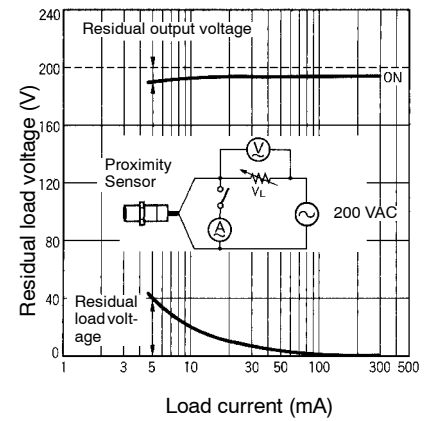 240
Residual output voltage
200
ON
160
Proximity
Sensor
V
VL
120
200 VAC
A
80
40
Residual
load volt-
age
0
1 3 5 10 30 50 100 300 500
Residual load voltage (V)
Load current (mA)